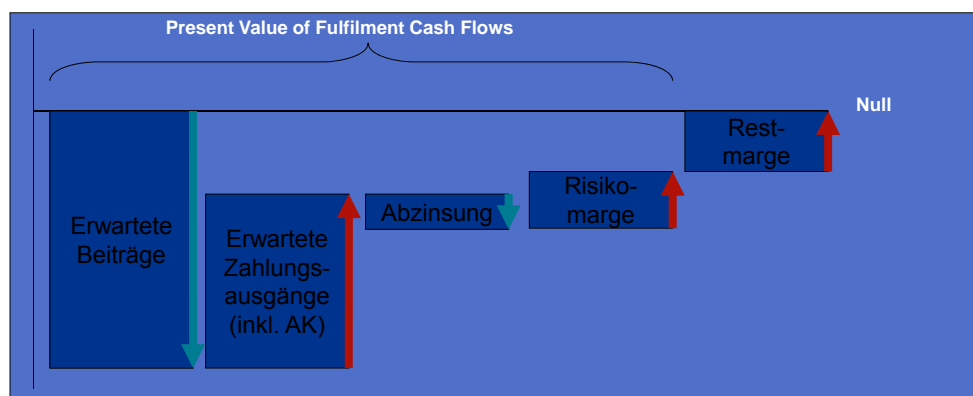 Present Value of Fulfilment Cash Flows
Null
Erwartete
Beiträge
Erwartete
Zahlungs-
ausgänge
(inkl. AK)
Abzinsung
Risiko-
marge
Rest-
marge